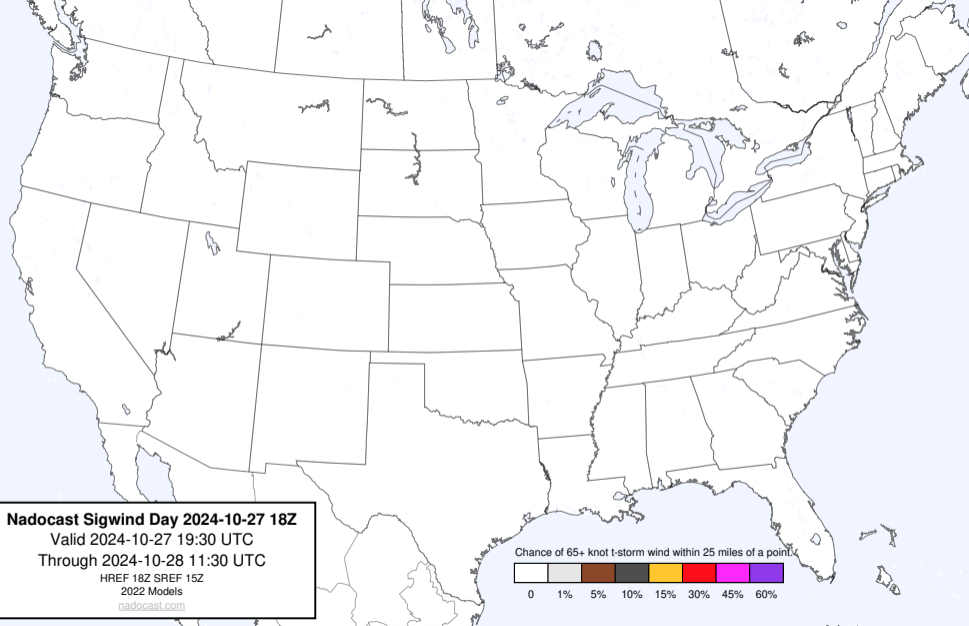 Nadocast Sigwind Day 2024-10-27 18Z
Valid 2024-10-27 19:30 UTC
Through 2024-10-28 11:30 UTC
HREF 18Z SREF 15Z
2022 Models
nadocast.com
Chance of 65+ knot t-storm wind within 25 miles of a point.
0 1% 5% 10% 15% 30% 45% 60%